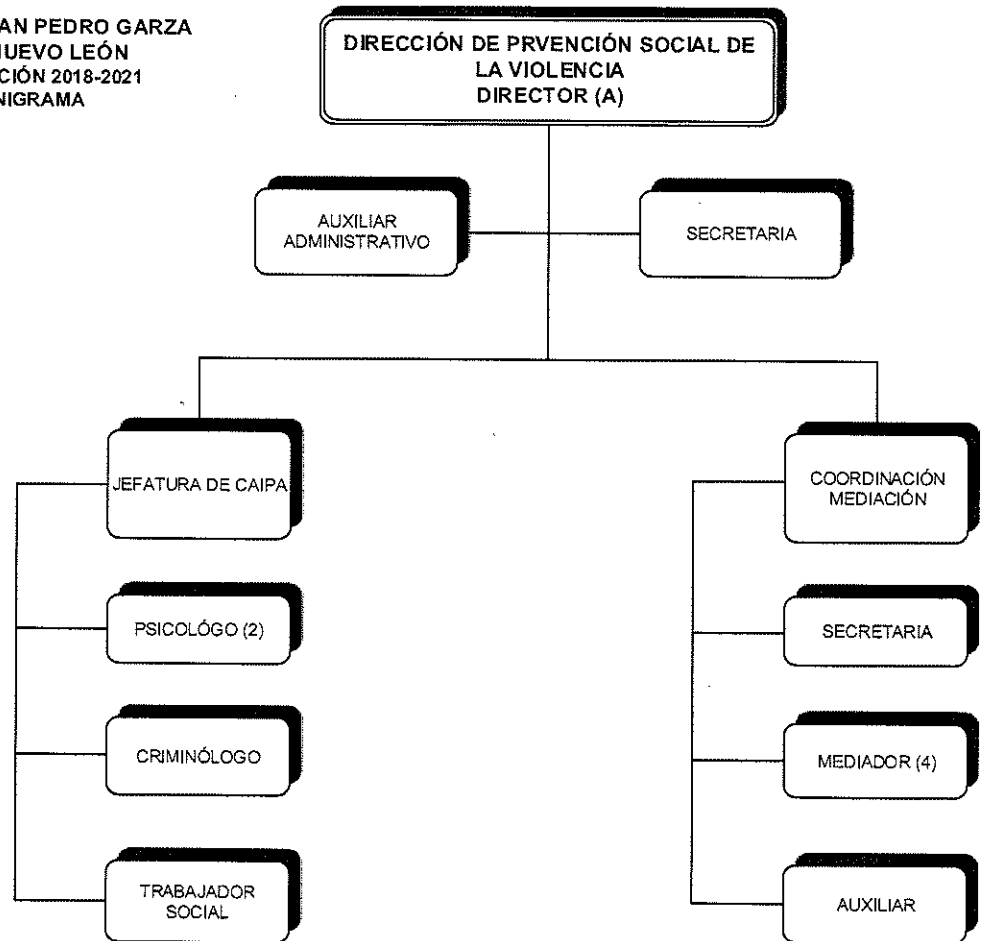 AN PEDRO GARZA
NUEVO LEÓN
CIÓN 2018-2021
NIGRAMA
DIRECCIÓN DE PRVENCIÓN SOCIAL DE
LA VIOLENCIA
DIRECTOR (A)
AUXILIAR
ADMINISTRATIVO
SECRETARIA
JEFATURA DE CAIPA
COORDINACIÓN
MEDIACIÓN
PSICOLÓGO (2)
SECRETARIA
CRIMINÓLOGO
MEDIADOR (4)
TRABAJADOR
SOCIAL
AUXILIAR